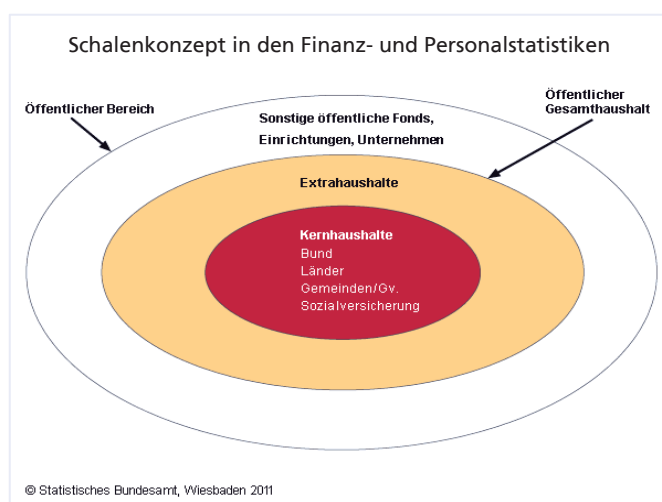 Schalenkonzept in den Finanz- und Personalstatistiken
Öffentlicher Bereich
Sonstige öffentliche Fonds,
Einrichtungen, Unternehmen
Öffentlicher
Gesamthaushalt
Extrahaushalte
Kernhaushalte
Bund
Länder
Gemeinden/Gv.
Sozialversicherung
© Statistisches Bundesamt, Wiesbaden 2011